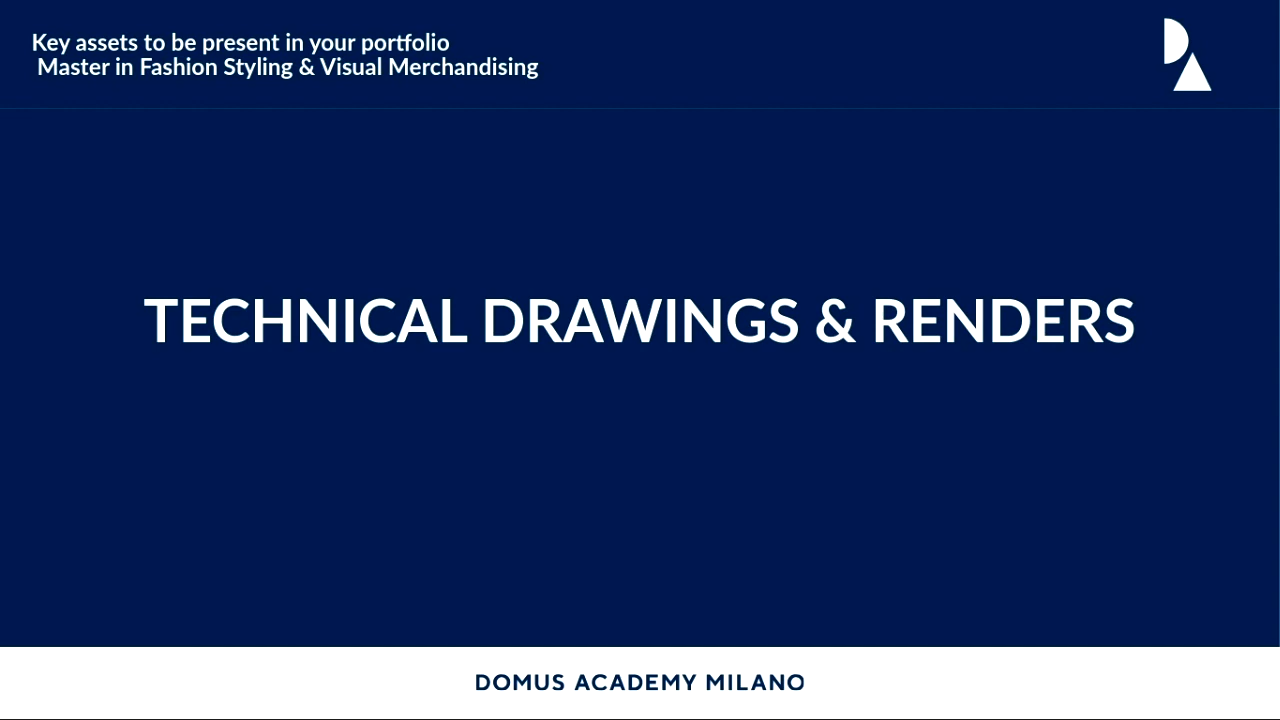 Key assets to be present in your portfolio
Master in Fashion Styling & Visual Merchandising
TECHNICAL DRAWINGS & RENDERS
DOMUS ACADEMY MILANO